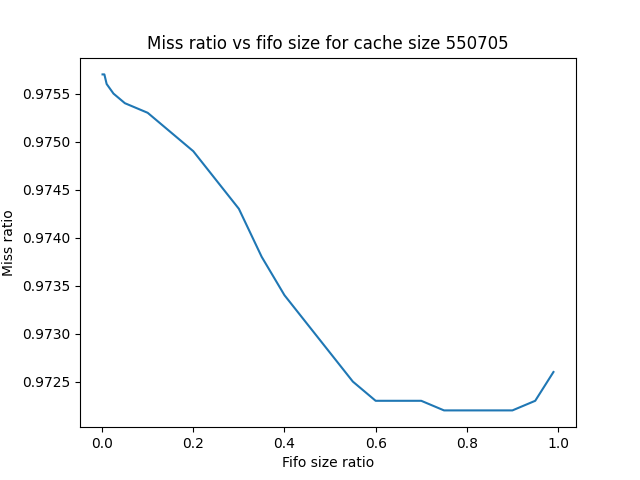 Miss ratio vs fifo size for cache size 550705
0.9755
0.9750
0.9745
0.9740
0.9735
0.9730
0.9725
Miss ratio
0.0 0.2 0.4 0.6 0.8 1.0
Fifo size ratio